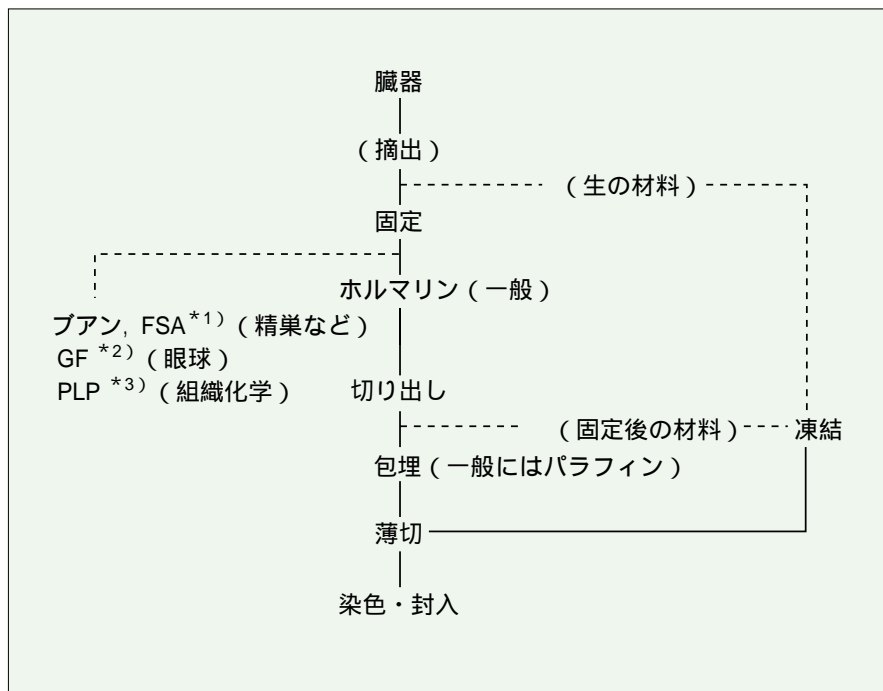 臓器
（摘出）
（生の材料）
固定
ホルマリン（一般）
ブアン, FSA*1)（精巣など）
GF *2)（眼球）
PLP *3)（組織化学）
切り出し
（固定後の材料） 凍結
包埋（一般にはパラフィン）
薄切
染色・封入